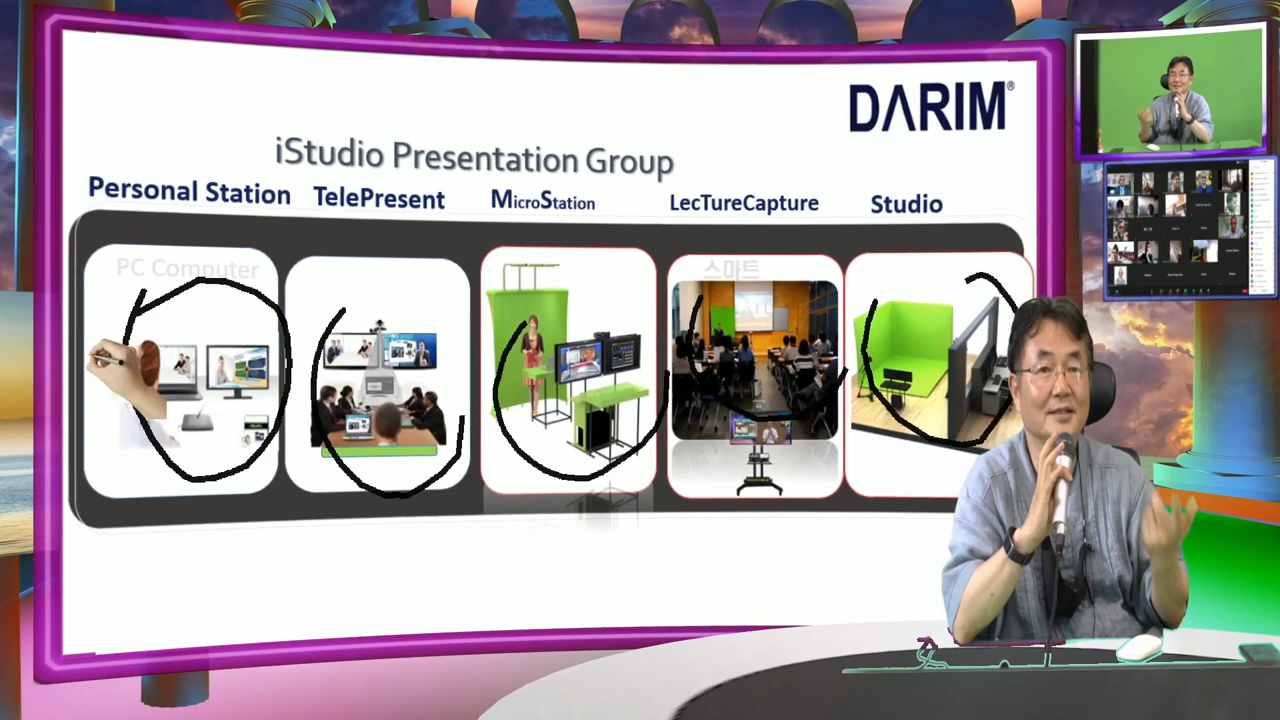 DARIM®
iStudio Presentation Group
Personal Station
TelePresent
MicroStation
LecTureCapture
Studio
PC Computer
스마트